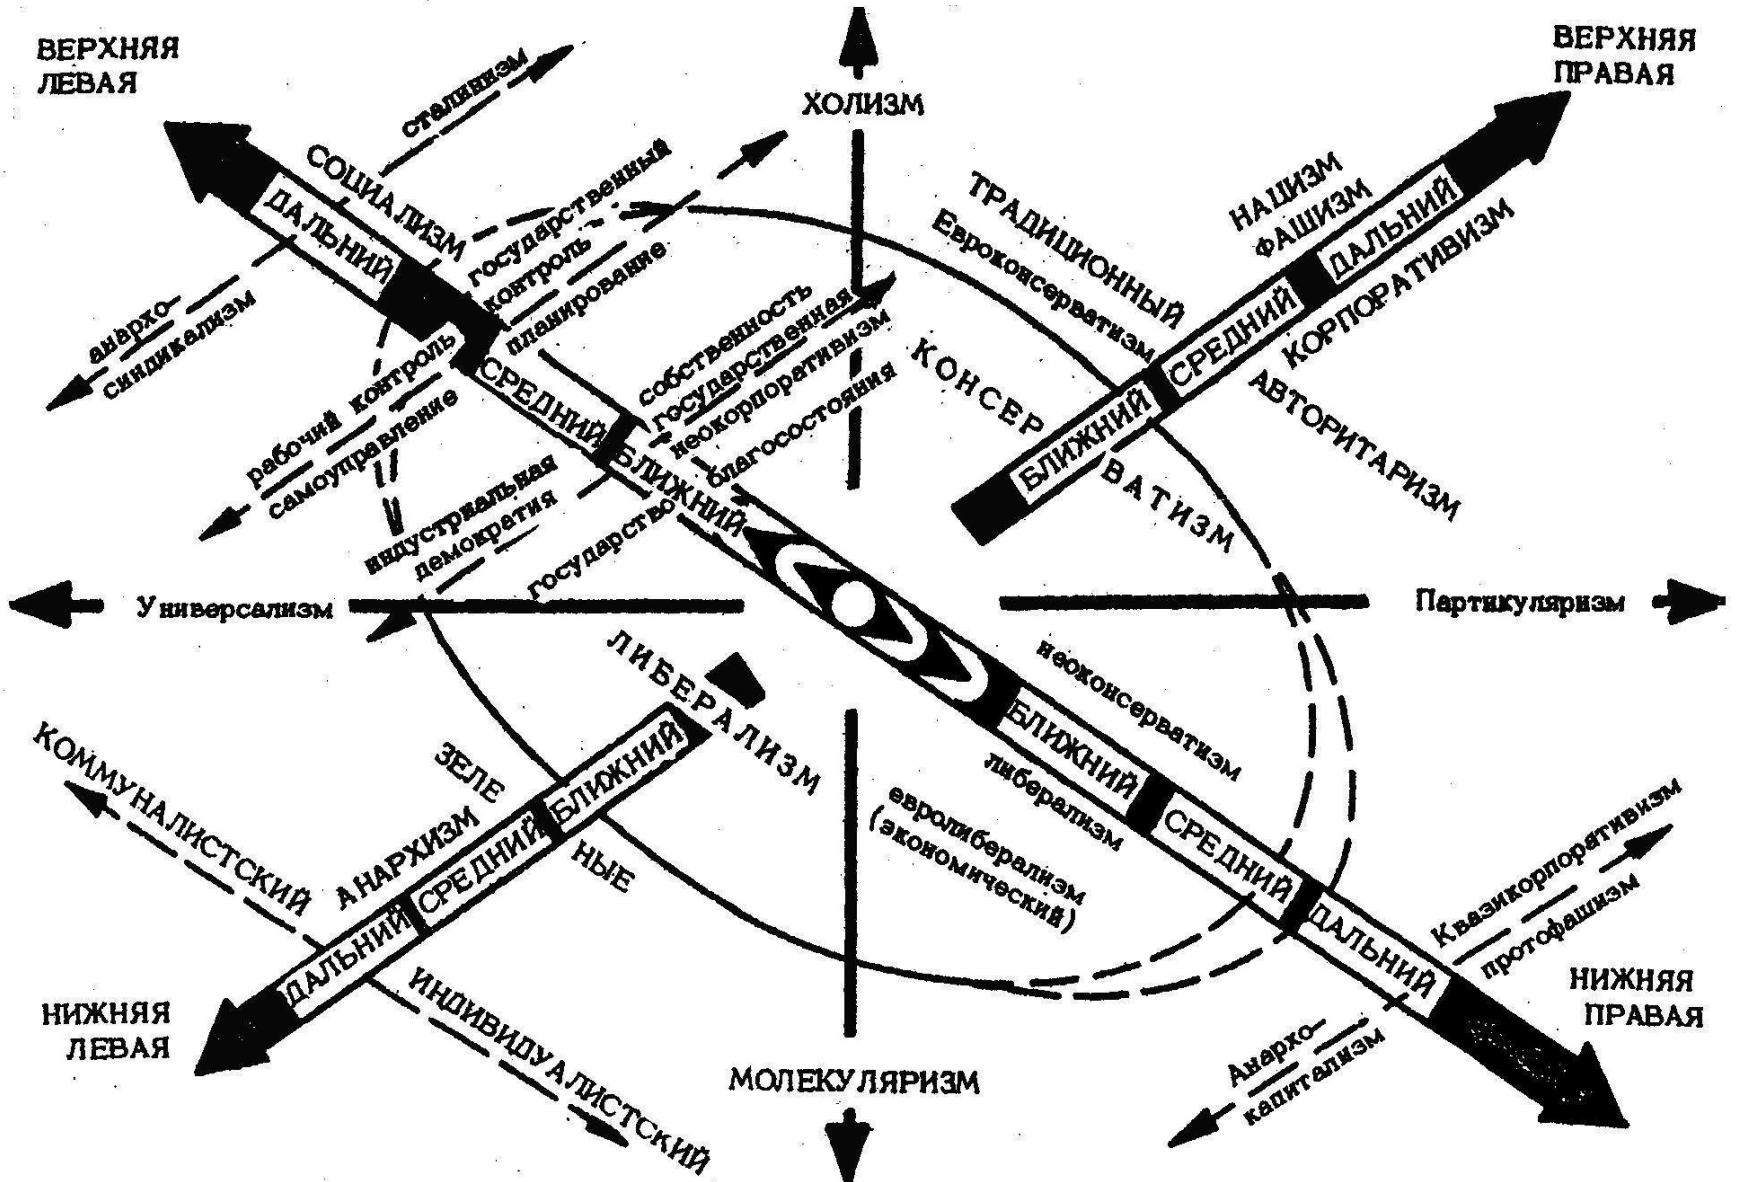 ВЕРХНЯЯ
ЛЕВАЯ
сталинизм
ХОЛИЗМ
ВЕРХНЯЯ
ПРАВАЯ
СОЦИАЛИЗМ
ДАЛЬНИЙ
государственный
контроль
планирование
анархо-
синдикализм
рабочий контроль
самоуправление
СРЕДНИЙ
собственность
государственная
неокорпоративизм
благосостояния
БЛИЖНИЙ
индустриальная
демократия
государство
ТРАДИЦИОННЫЙ
Евроконсерватизм
КОНСЕР
ВАТИЗМ
НАЦИЗМ
ФАШИЗМ
ДАЛЬНИЙ
СРЕДНИЙ
БЛИЖНИЙ
КОРПОРАТИВИЗМ
АВТОРИТАРИЗМ
Универсализм
Партикуляризм
ЛИБЕРАЛИЗМ
БЛИЖНИЙ
СРЕДНИЙ
ДАЛЬНИЙ
ЗЕЛЕ
НЫЕ
АНАРХИЗМ
КОММУНАЛИСТСКИЙ
ИНДИВИДУАЛИСТСКИЙ
НИЖНЯЯ
ЛЕВАЯ
МОЛЕКУЛЯРИЗМ
неоконсерватизм
либерализм
евролиберализм
(экономический)
БЛИЖНИЙ
СРЕДНИЙ
ДАЛЬНИЙ
Квазикорпоративизм
протофашизм
Анархо-
капитализм
НИЖНЯЯ
ПРАВАЯ